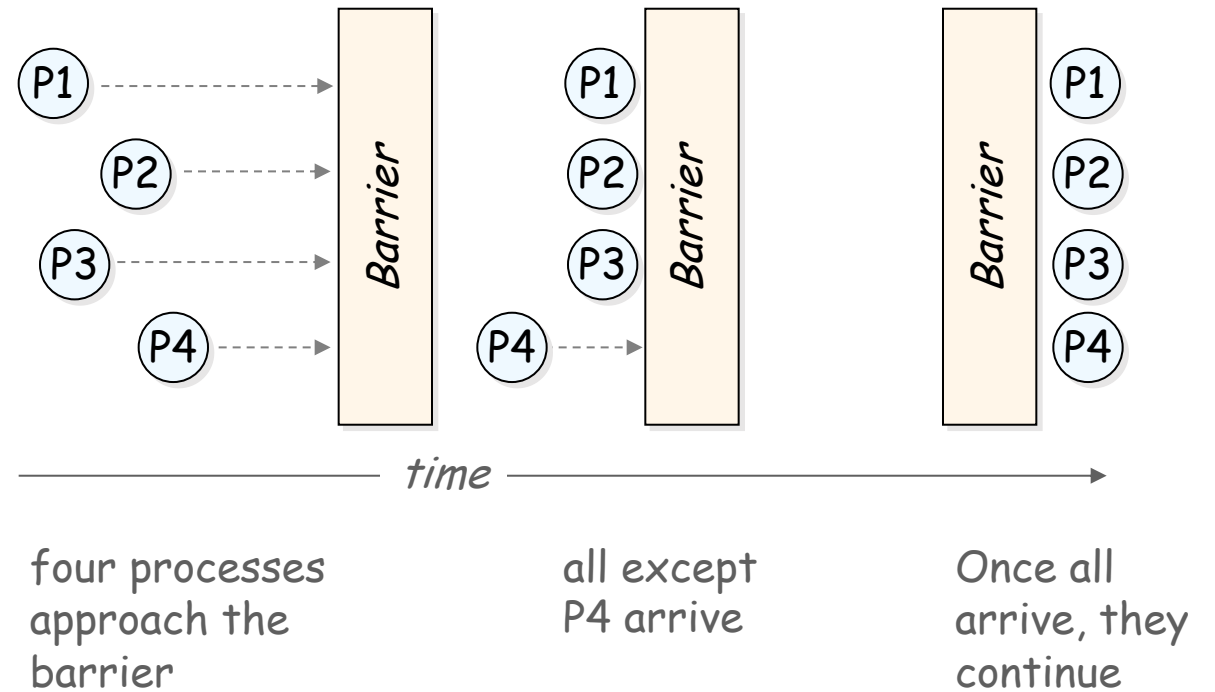 P1
P2
P3
P4
Barrier
P1
P2
P3
P4
Barrier
Barrier
P1
P2
P3
P4
time
four processes
approach the
barrier
all except
P4 arrive
Once all
arrive, they
continue